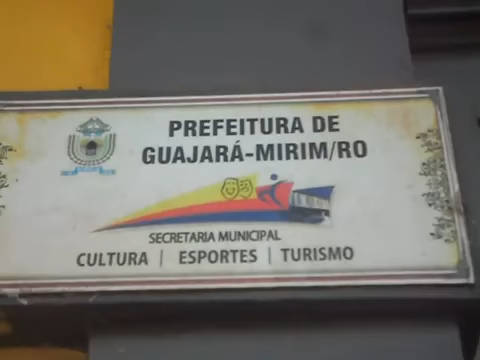 PREFEITURA DE
GUAJARÁ-MIRIM/RO
SECRETARIA MUNICIPAL
CULTURA | ESPORTES | TURISMO